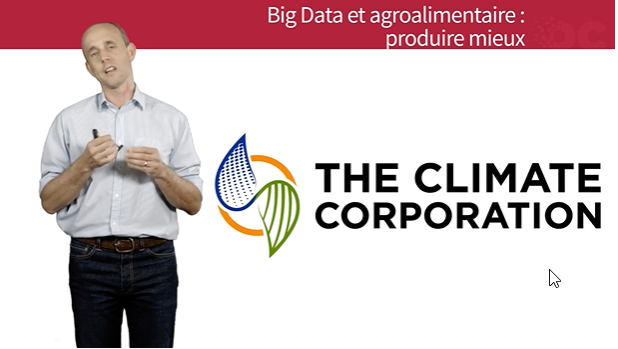 Big Data et agroalimentaire :
produire mieux
THE CLIMATE
CORPORATION